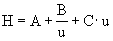 H = A + B/u + C· u